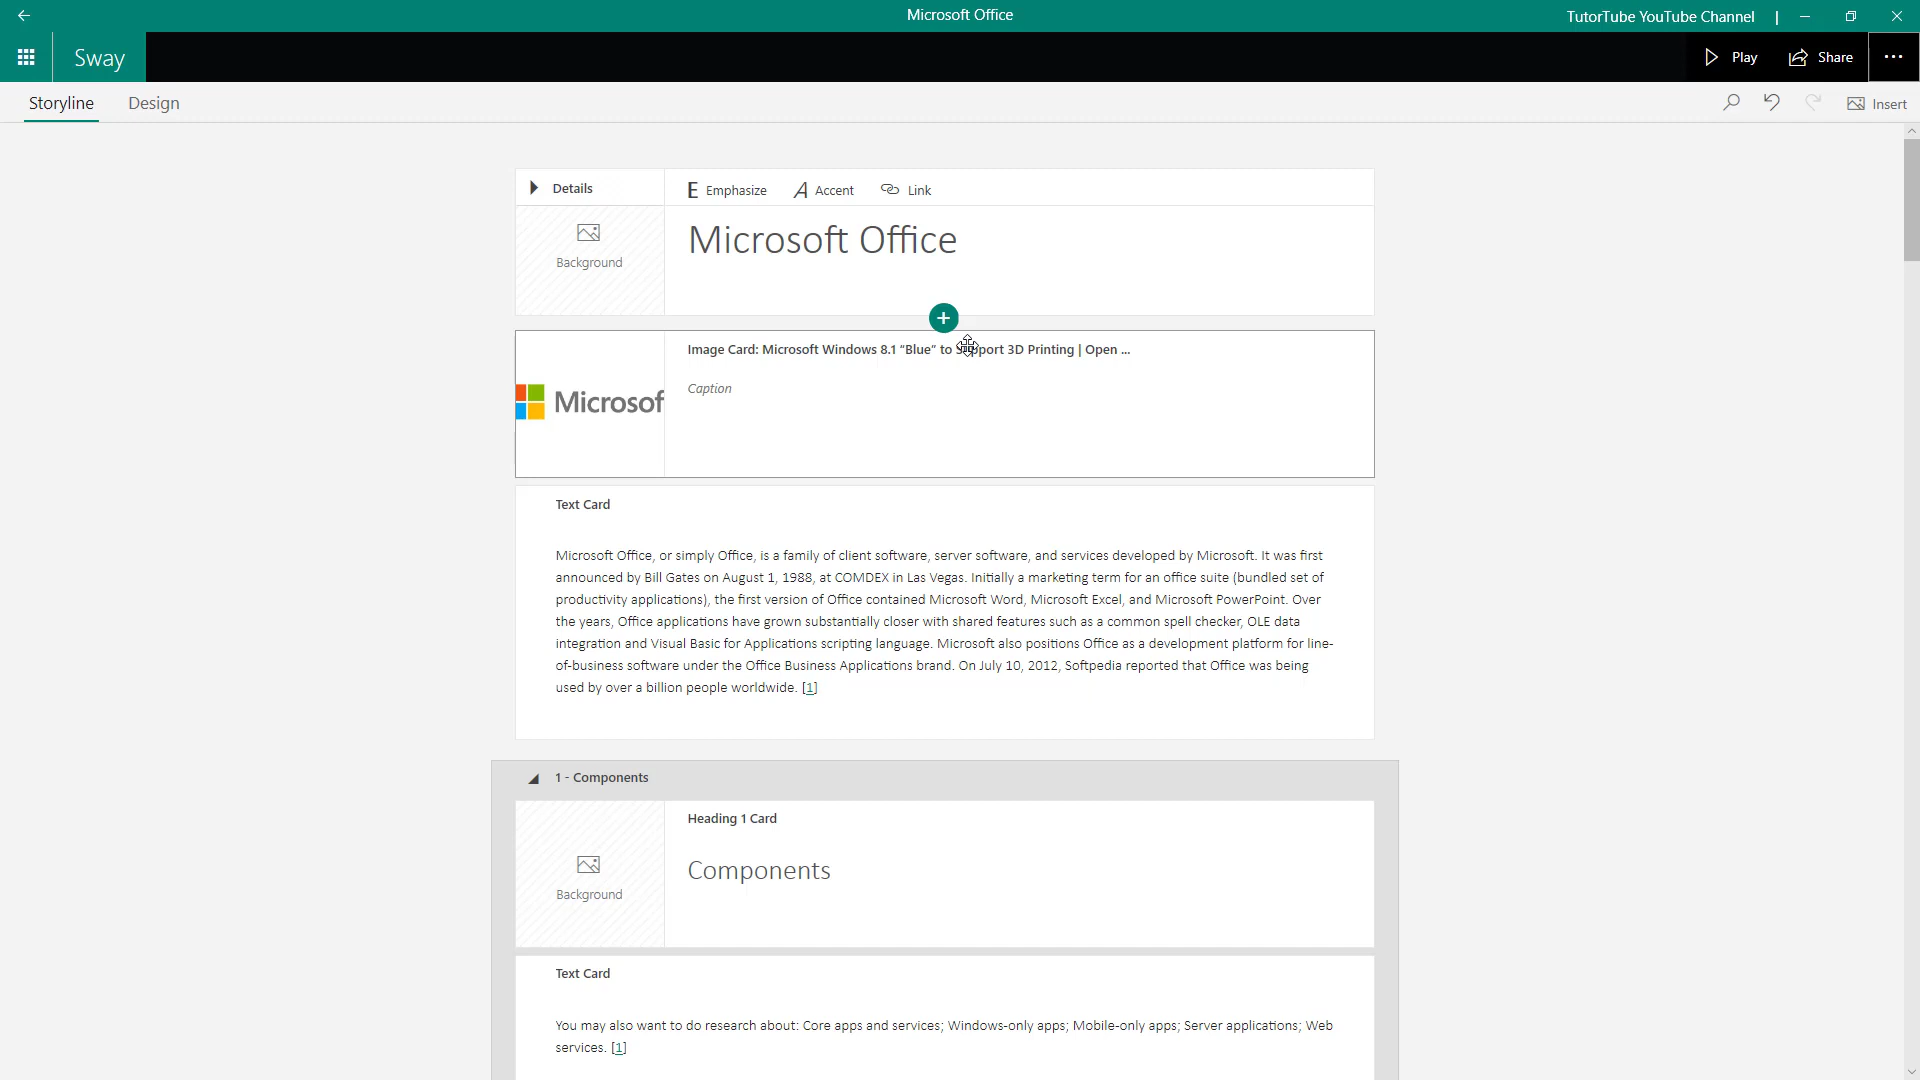 Microsoft Office
TutorTube YouTube Channel
Sway
Play
Share
Storyline
Design
Insert
Details
Emphasize
Accent
Link
Background
Microsoft Office
Image Card: Microsoft Windows 8.1 “Blue” to Support 3D Printing | Open ...
Caption
Microsof
Text Card
Microsoft Office, or simply Office, is a family of client software, server software, and services developed by Microsoft. It was first
announced by Bill Gates on August 1, 1988, at COMDEX in Las Vegas. Initially a marketing term for an office suite (bundled set of
productivity applications), the first version of Office contained Microsoft Word, Microsoft Excel, and Microsoft PowerPoint. Over
the years, Office applications have grown substantially closer with shared features such as a common spell checker, OLE data
integration and Visual Basic for Applications scripting language. Microsoft also positions Office as a development platform for line-
of-business software under the Office Business Applications brand. On July 10, 2012, Softpedia reported that Office was being
used by over a billion people worldwide. [1]
1 - Components
Heading 1 Card
Components
Background
Text Card
You may also want to do research about: Core apps and services; Windows-only apps; Mobile-only apps; Server applications; Web
services. [1]